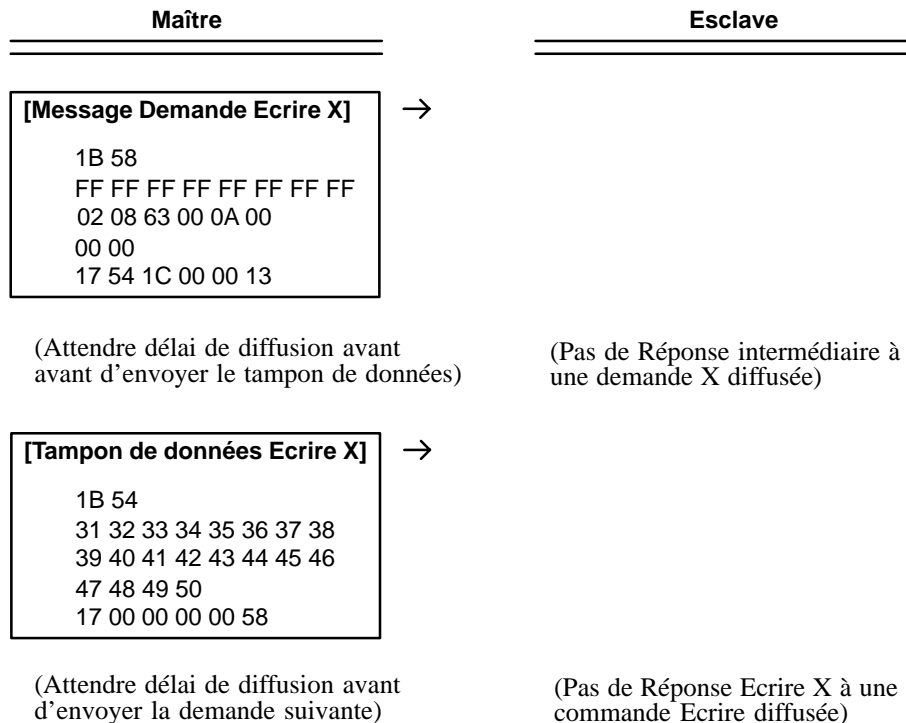 Maître
Esclave
[Message Demande Ecrire X] →
1B 58
FF FF FF FF FF FF FF FF
02 08 63 00 0A 00
00 00
17 54 1C 00 00 13
(Attendre délai de diffusion avant
avant d'envoyer le tampon de données)
(Pas de Réponse intermédiaire à
une demande X diffusée)
[Tampon de données Ecrire X] →
1B 54
31 32 33 34 35 36 37 38
39 40 41 42 43 44 45 46
47 48 49 50
17 00 00 00 00 58
(Attendre délai de diffusion avant
d'envoyer la demande suivante)
(Pas de Réponse Ecrire X à une
commande Ecrire diffusée)